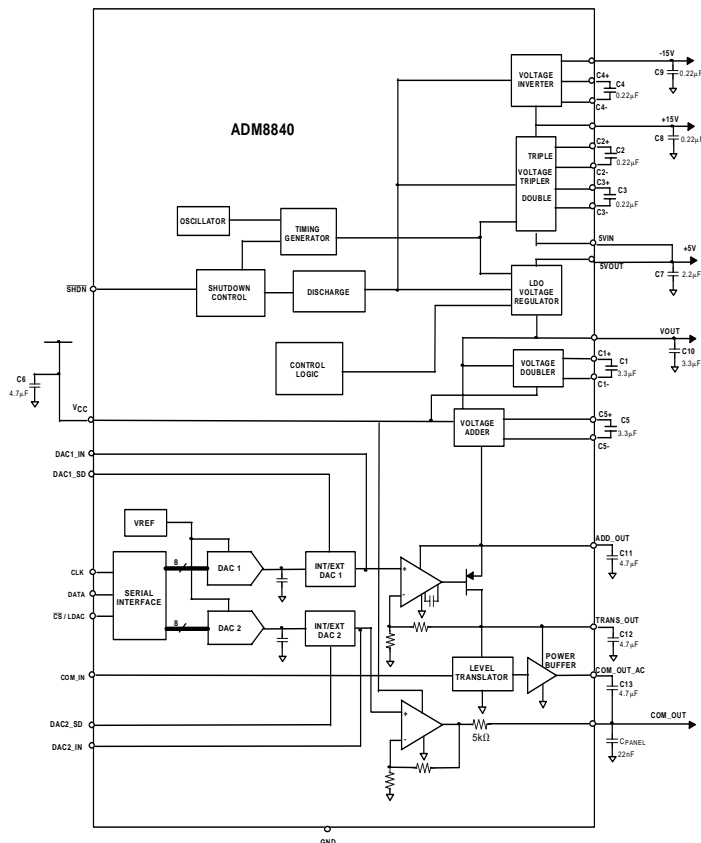 ADM8840
VOLTAGE
INVERTER
-15V
C9
0.22µF
C4+
C4
0.22µF
C4-
+15V
C8
0.22µF
TRIPLE
VOLTAGE
TRIPLER
DOUBLE
C2+
C2
0.22µF
C2-
C3+
C3
0.22µF
C3-
OSCILLATOR
TIMING
GENERATOR
5VIN
+5V
5VOUT
C7
2.2µF
SHDN
SHUTDOWN
CONTROL
DISCHARGE
LDO
VOLTAGE
REGULATOR
VOUT
C10
3.3µF
CONTROL
LOGIC
VOLTAGE
DOUBLER
C1+
C1
3.3µF
C1-
C6
4.7µF
VCC
VOLTAGE
ADDER
C5+
C5
3.3µF
C5-
DAC1_IN
DAC1_SD
VREF
ADD_OUT
C11
4.7µF
CLK
DATA
CS / LDAC
SERIAL
INTERFACE
8
DAC 1
INT/EXT
DAC 1
+
-
8
DAC 2
INT/EXT
DAC 2
TRANS_OUT
C12
4.7µF
COM_IN
LEVEL
TRANSLATOR
POWER
BUFFER
COM_OUT_AC
C13
4.7µF
DAC2_SD
DAC2_IN
+
-
5kΩ
COM_OUT
CPANEL
22nF
GND